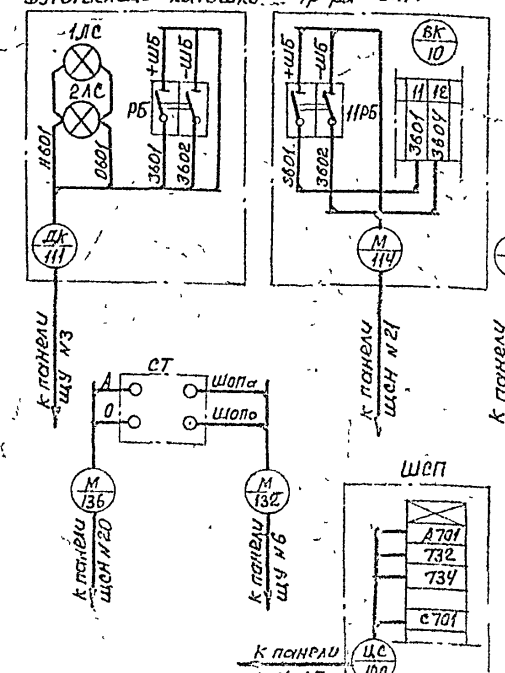 1ЛС
2ЛС
Н601
0601
РБ
+ШБ
-ШБ
3601
3602
ДК
111
К панели
ЩУ N3
+ШБ
-ШБ
11РБ
3601
3602
ВК
10
11 12
3601
3604
М
114
К панели
ЩСН N21
К панели
СТ
А
О
ШОПа
ШОПо
М
136
К панели
ЩСН N20
М
132
К панели
ЩУ N6
ШСП
А701
732
734
С701
ЦС
К панели